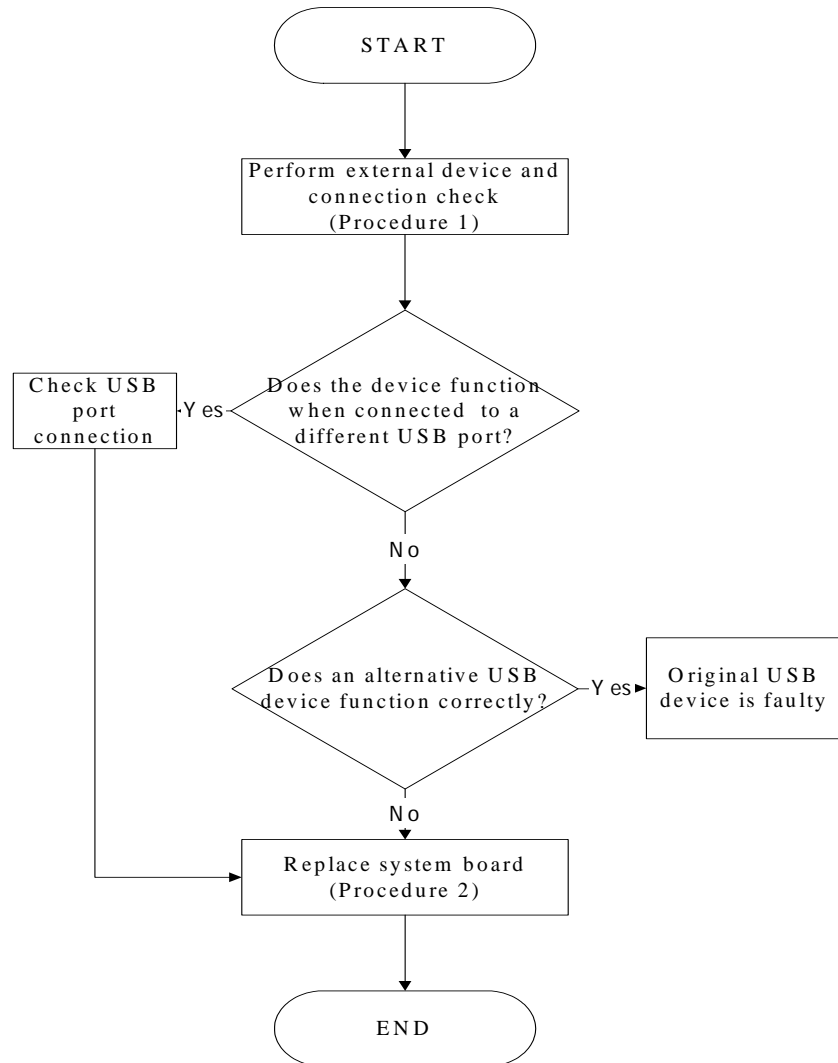 START
Perform external device and
connection check
(Procedure 1)
Does the device function
when connected to a
different USB port?
Yes
Check USB
port
connection
No
Does an alternative USB
device function correctly?
Yes
Original USB
device is faulty
No
Replace system board
(Procedure 2)
END